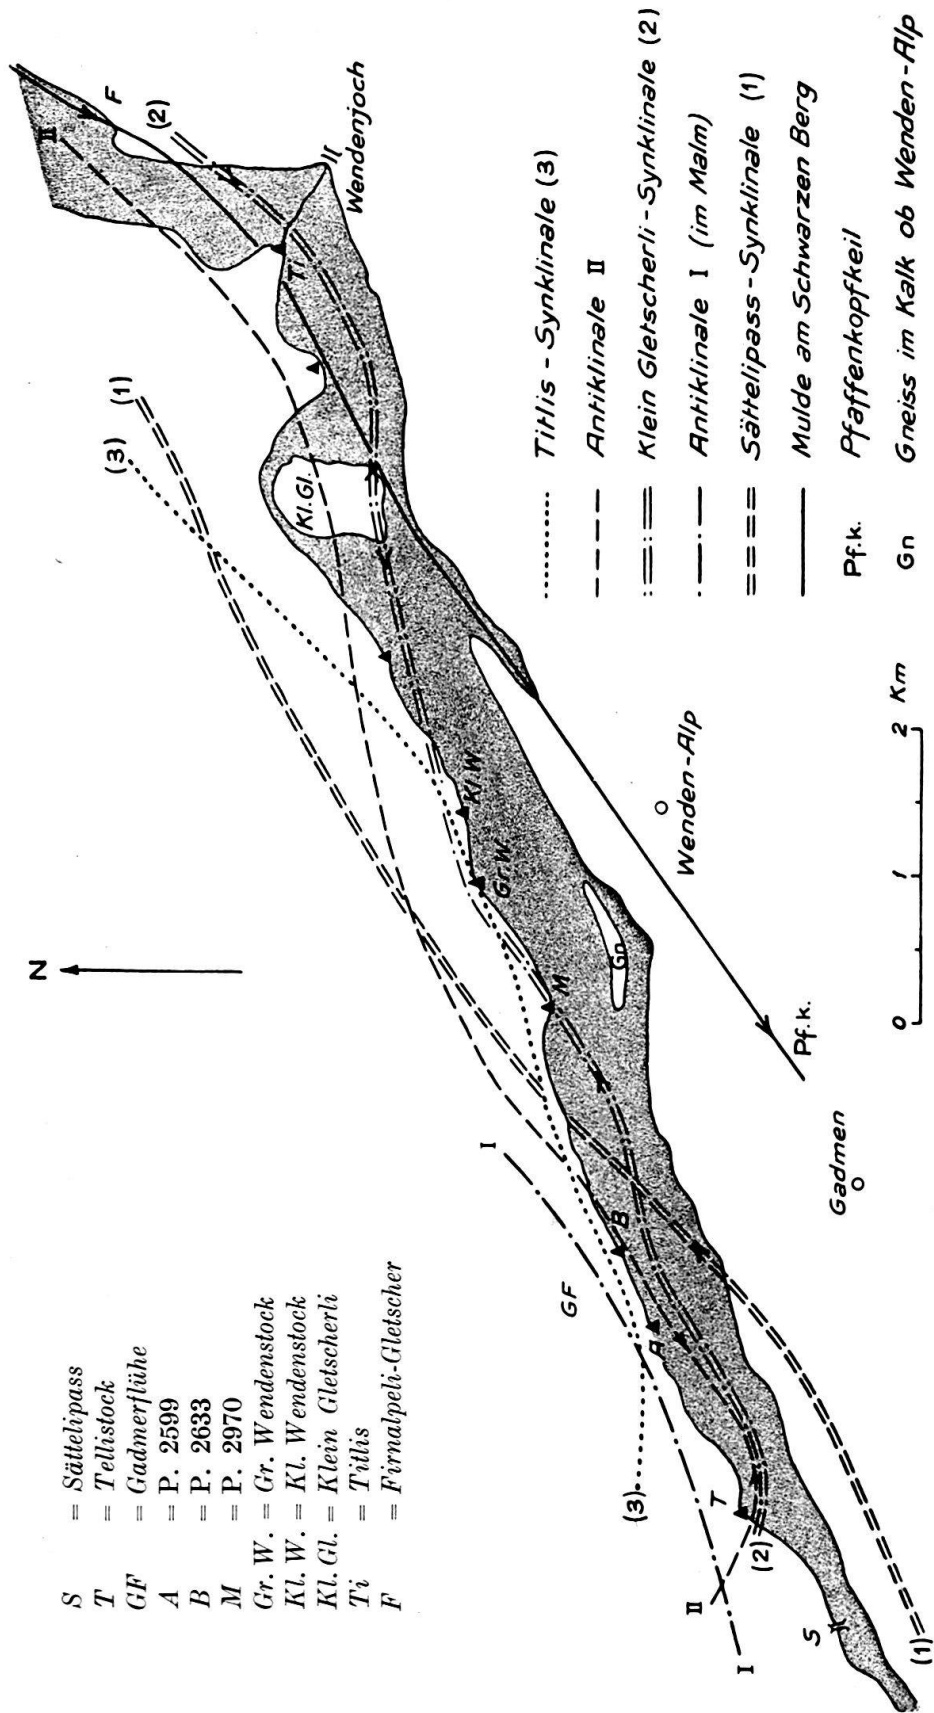 S = Sättelipass
T = Tellistock
GF = Gadmerflühe
A = P. 2599
B = P. 2633
M = P. 2970
Gr. W. = Gr. Wendenstock
Kl. W. = Kl. Wendenstock
Kl. Gl. = Klein Gletscherli
Ti = Titlis
F = Firnalpeli-Gletscher
N
F
II
(2)
Wendenjoch
Ti
(1)
(3)
Kl. Gl.
Kl. W.
Gr. W.
M
Gn
I
B
GF
A
(3)
T
II
(2)
I
S
(1)
Wenden-Alp
Pf.k.
Gadmen
0 1 2 Km
Titlis - Synklinale (3)
Antiklinale II
Klein Gletscherli - Synklinale (2)
Antiklinale I (im Malm)
Sättelipass - Synklinale (1)
Mulde am Schwarzen Berg
Pf.k. Pfaffenkopfkeil
Gn Gneiss im Kalk ob Wenden-Alp